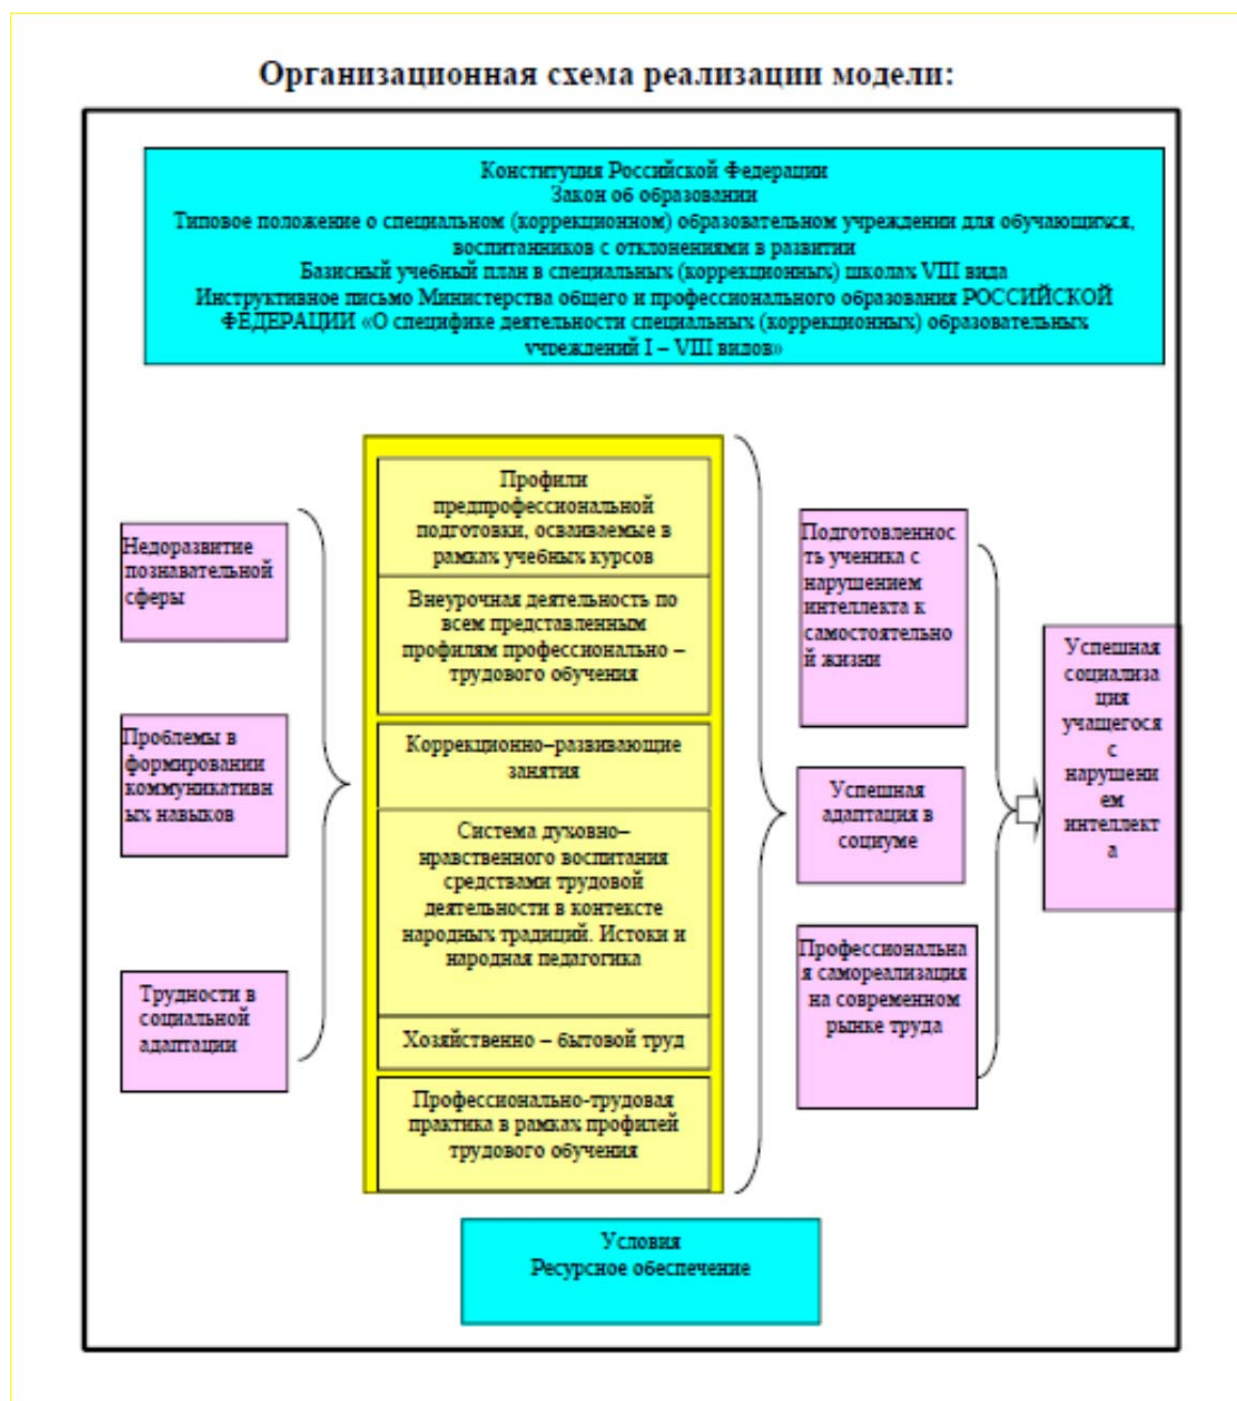 Организационная схема реализации модели:
Конституция Российской Федерации
Закон об образовании
Типовое положение о специальном (коррекционном) образовательном учреждении для обучающихся,
воспитанников с отклонениями в развитии
Базисный учебный план в специальных (коррекционных) школах VIII вида
Инструктивное письмо Министерства общего и профессионального образования РОССИЙСКОЙ
ФЕДЕРАЦИИ «О специфике деятельности специальных (коррекционных) образовательных
учреждений I – VIII видов»
Недоразвитие
познавательной
сферы
Проблемы в
формировании
коммуникативн
ых навыков
Трудности в
социальной
адаптации
Профили
предпрофессиональной
подготовки, осваиваемые в
рамках учебных курсов
Внеурочная деятельность по
всем представленным
профилям профессионально –
трудового обучения
Коррекционно–развивающие
занятия
Система духовно–
нравственного воспитания
средствами трудовой
деятельности в контексте
народных традиций. Истоки и
народная педагогика
Хозяйственно – бытовой труд
Профессионально-трудовая
практика в рамках профилей
трудового обучения
Подготовленнос
ть ученика с
нарушением
интеллекта к
самостоятельно
й жизни
Успешная
адаптация в
социуме
Профессиональна
я самореализация
на современном
рынке труда
Успешная
социализа
ция
учащегося
с
нарушени
ем
интеллект
а
Условия
Ресурсное обеспечение